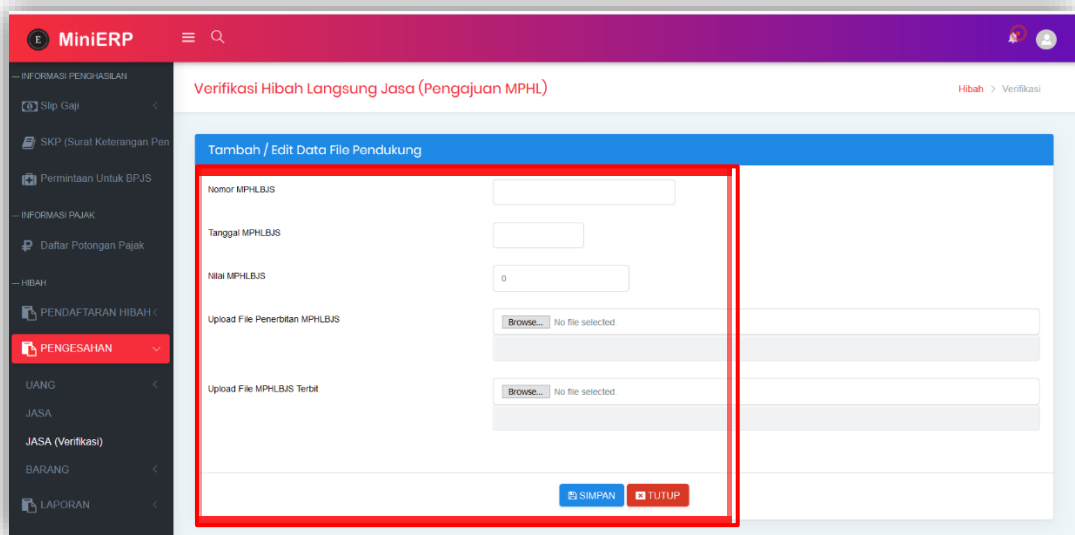 E MiniERP
— INFORMASI PENGHASILAN
Slip Gaji
SKP (Surat Keterangan Pen
Permintaan Untuk BPJS
— INFORMASI PAJAK
Daftar Potongan Pajak
— HIBAH
PENDAFTARAN HIBAH
PENGESAHAN
UANG
JASA
JASA (Verifikasi)
BARANG
LAPORAN
Verifikasi Hibah Langsung Jasa (Pengajuan MPHL)
Hibah > Verifikasi
Tambah / Edit Data File Pendukung
Nomor MPHLBJS
Tanggal MPHLBJS
Nilai MPHLBJS
0
Upload File Penerbitan MPHLBJS
Browse... No file selected.
Upload File MPHLBJS Terbit
Browse... No file selected.
SIMPAN
TUTUP